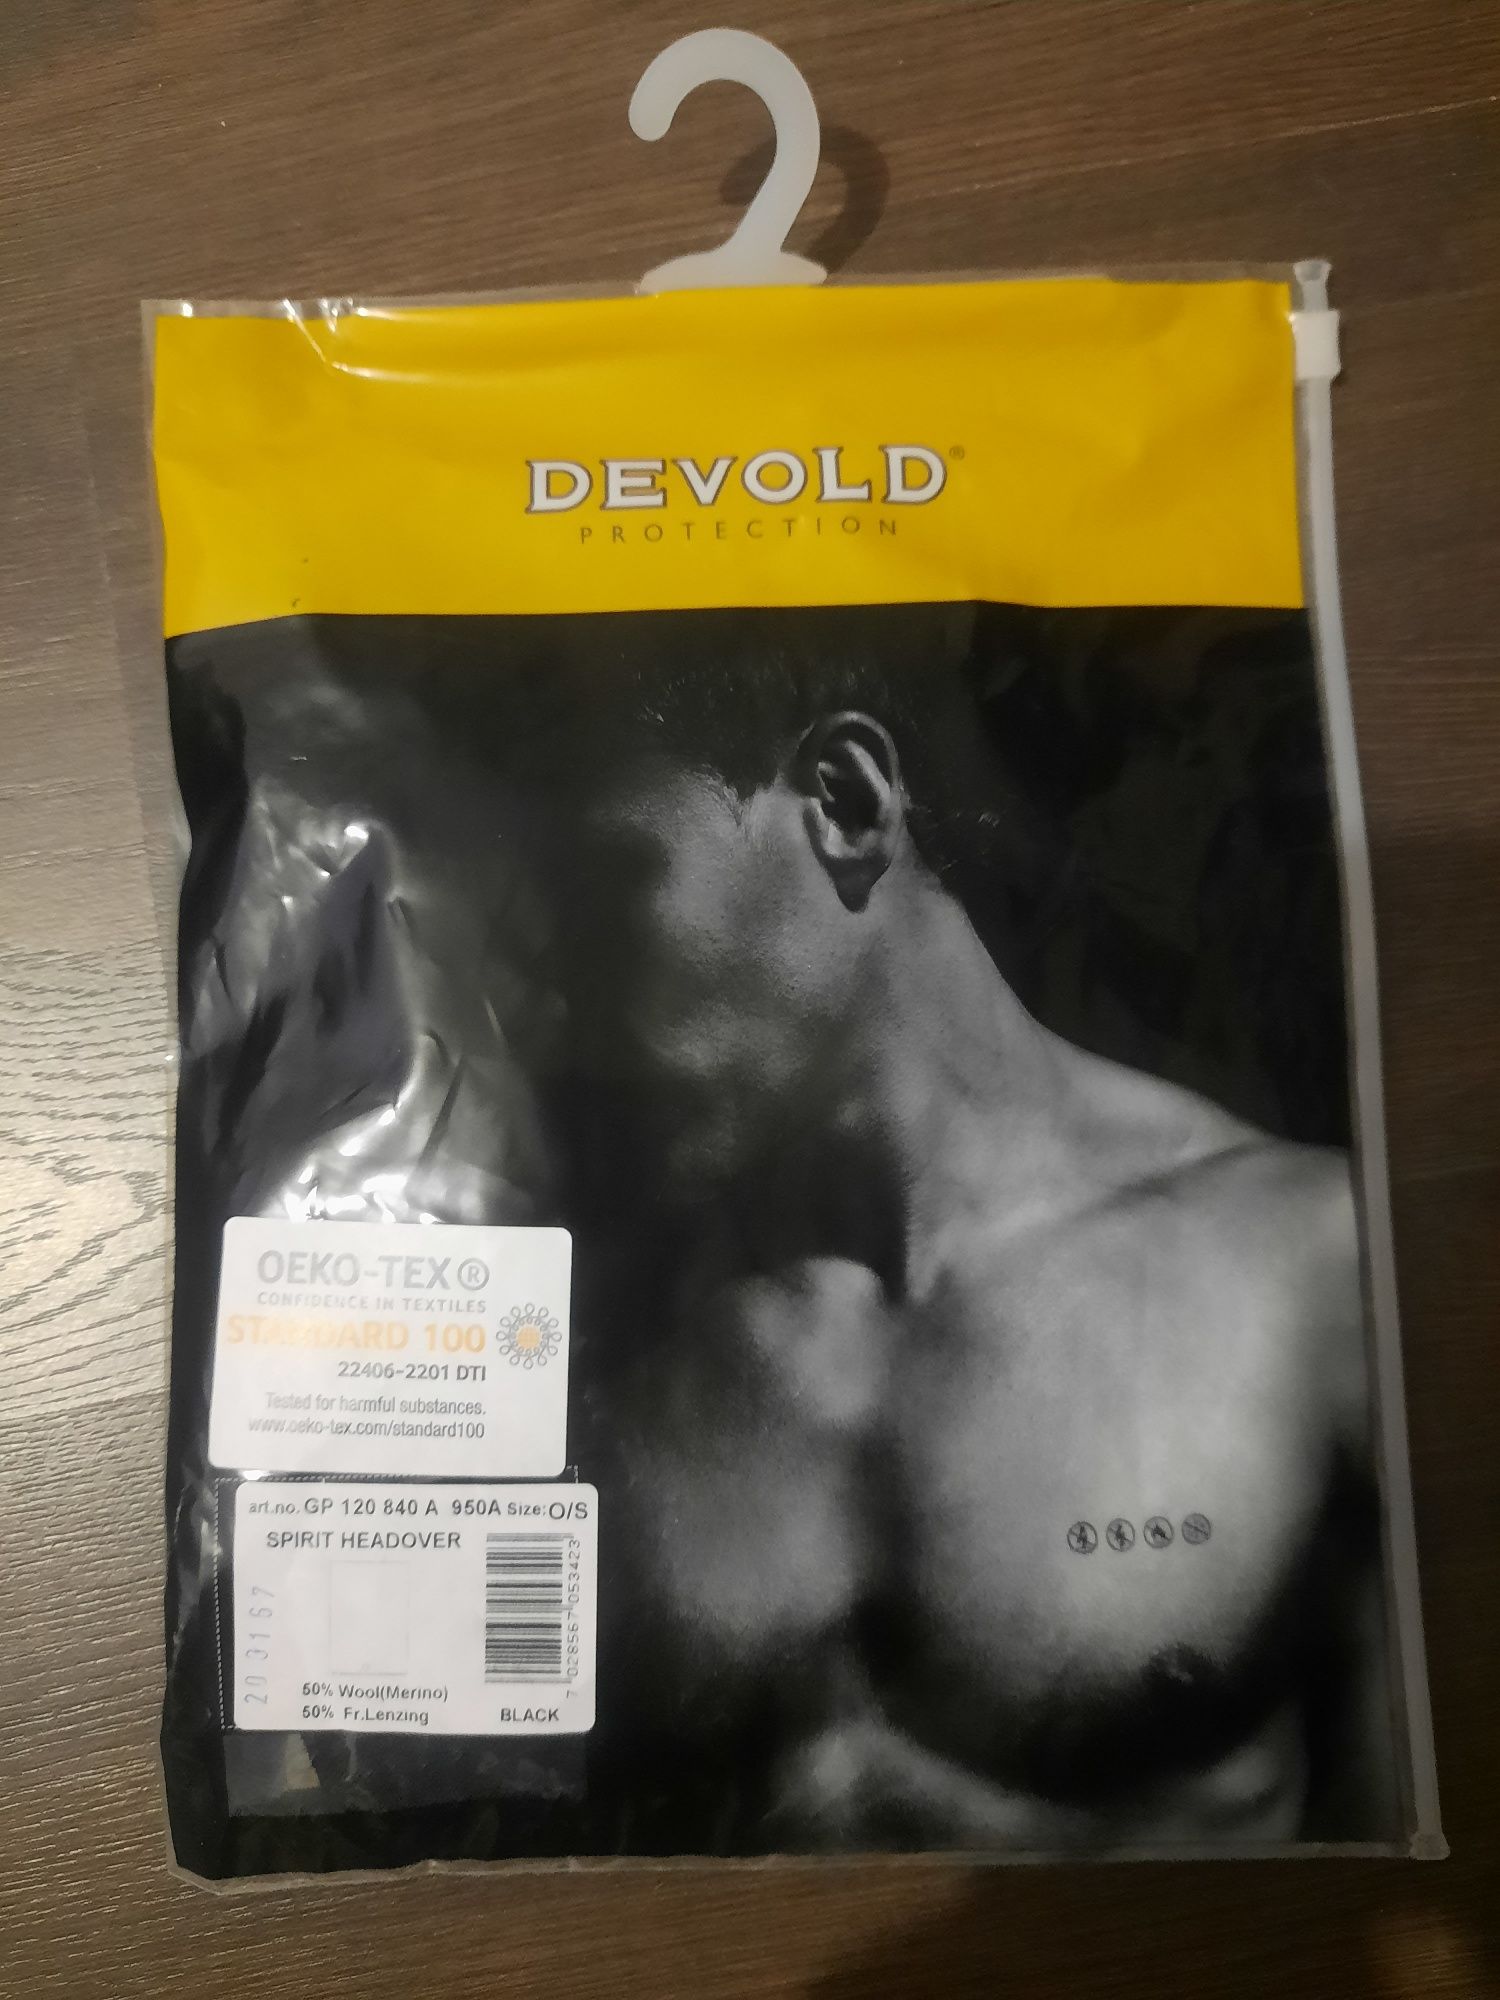 DEVOLD®
PROTECTION
OEKO-TEX®
CONFIDENCE IN TEXTILES
STANDARD 100
22406-2201 DTI
Tested for harmful substances.
www.oeko-tex.com/standard100
art.no. GP 120 840 A 950A Size: O/S
SPIRIT HEADOVER
200167
7 028567 053423
50% Wool(Merino)
50% Fr.Lenzing
BLACK